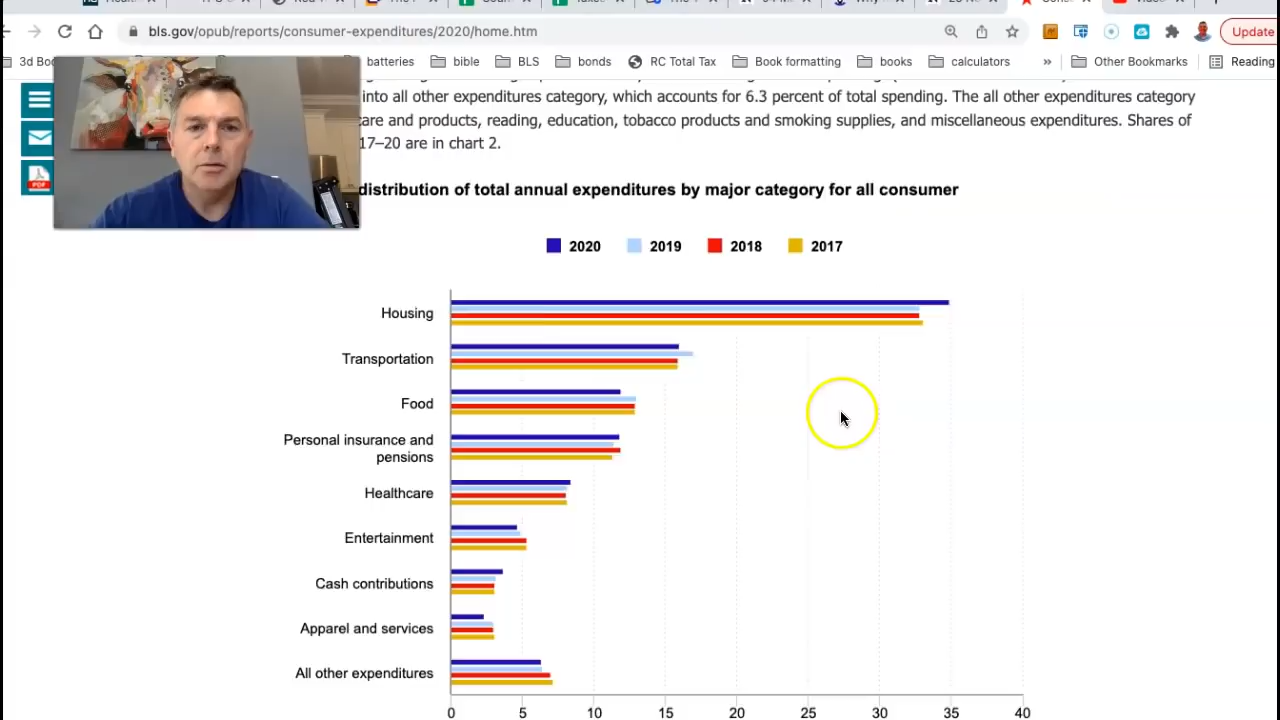 bls.gov/opub/reports/consumer-expenditures/2020/home.htm
Update
3d Bo
batteries
bible
BLS
bonds
RC Total Tax
Book formatting
books
calculators
»
Other Bookmarks
Reading
into all other expenditures category, which accounts for 6.3 percent of total spending. The all other expenditures category
care and products, reading, education, tobacco products and smoking supplies, and miscellaneous expenditures. Shares of
17–20 are in chart 2.
PDF
distribution of total annual expenditures by major category for all consumer
2020
2019
2018
2017
Housing
Transportation
Food
Personal insurance and
pensions
Healthcare
Entertainment
Cash contributions
Apparel and services
All other expenditures
0 5 10 15 20 25 30 35 40